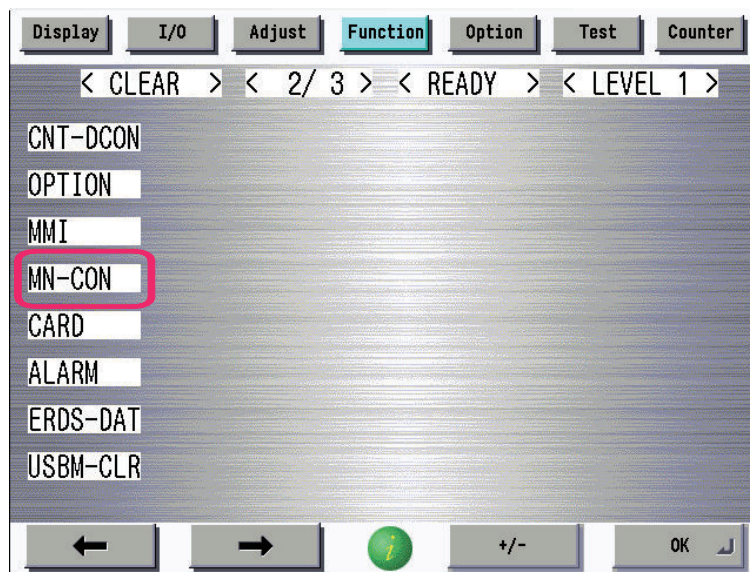 Display I/O Adjust Function Option Test Counter
< CLEAR > < 2/ 3 > < READY > < LEVEL 1 >
CNT-DCON
OPTION
MMI
MN-CON
CARD
ALARM
ERDS-DAT
USBM-CLR
i +/- OK